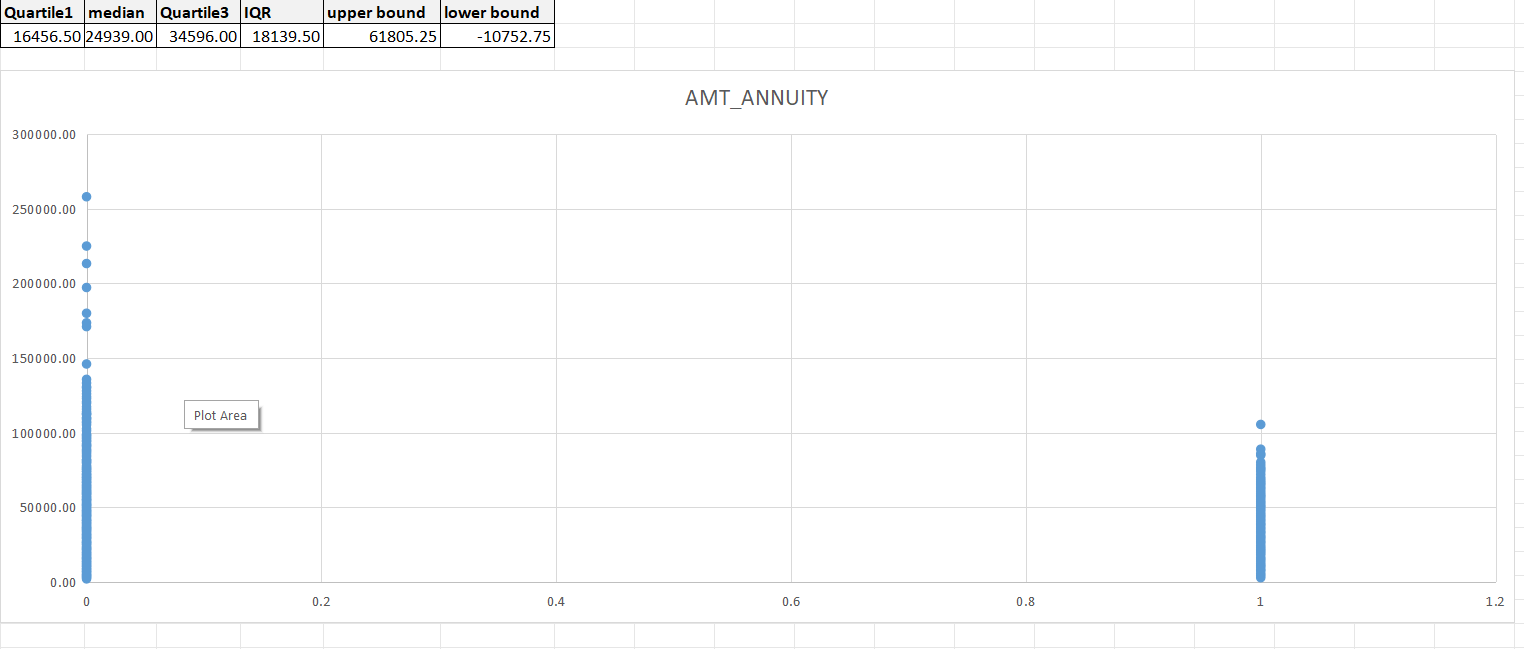 Quartile1 median Quartile3 IQR upper bound lower bound
16456.50 24939.00 34596.00 18139.50 61805.25 -10752.75
AMT_ANNUITY
300000.00
250000.00
200000.00
150000.00
Plot Area
100000.00
50000.00
0.00
0 0.2 0.4 0.6 0.8 1 1.2